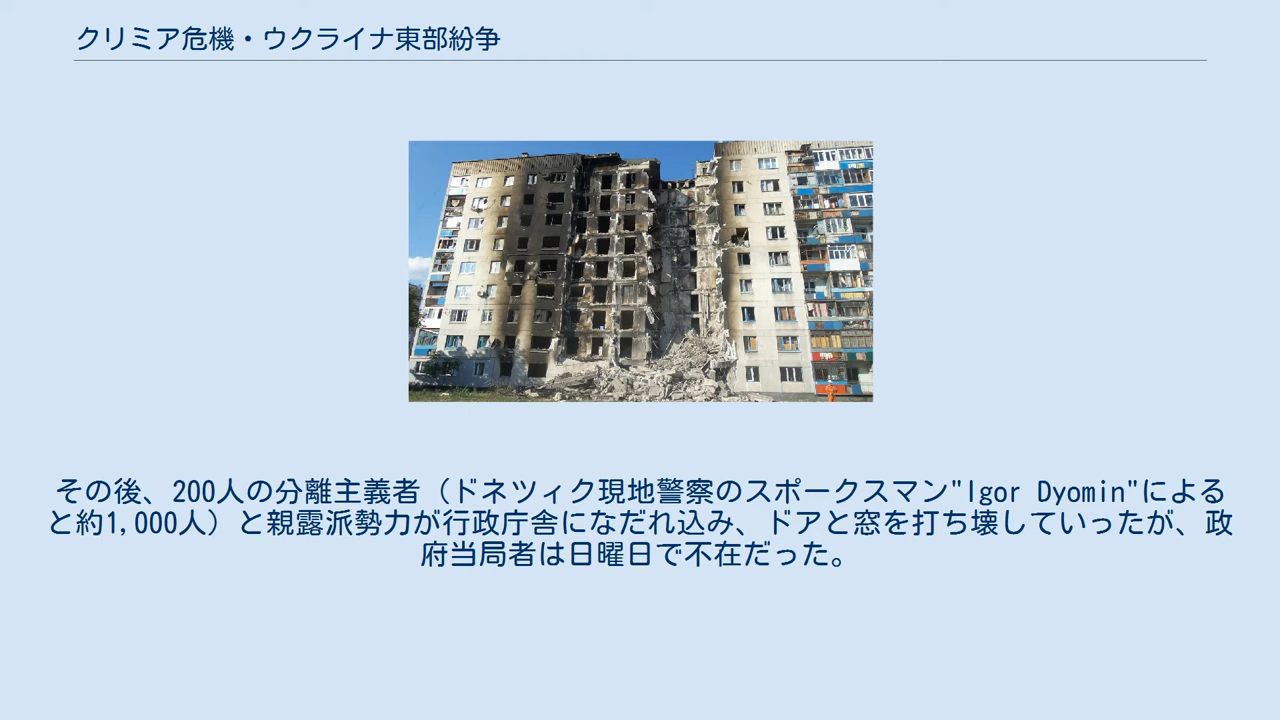 クリミア危機・ウクライナ東部紛争
その後、200人の分離主義者（ドネツィク現地警察のスポークスマン"Igor Dyomin"による
と約1,000人）と親露派勢力が行政庁舎になだれ込み、ドアと窓を打ち壊していったが、政
府当局者は日曜日で不在だった。